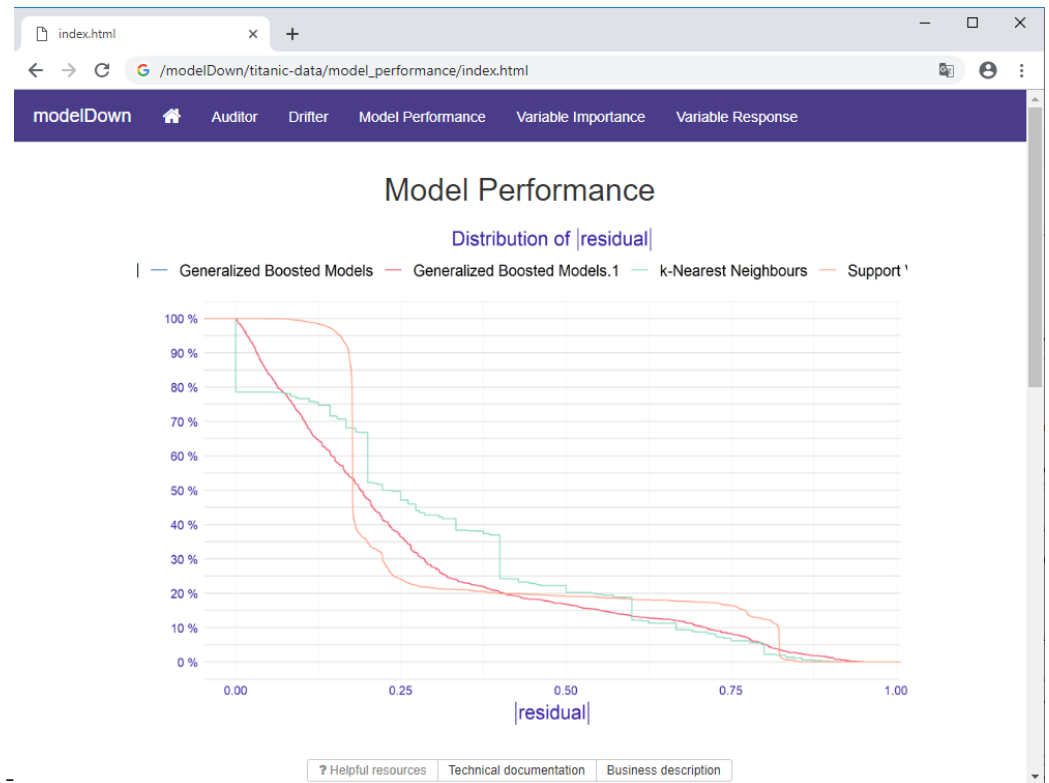 index.html
/modelDown/titanic-data/model_performance/index.html
modelDown Auditor Drifter Model Performance Variable Importance Variable Response
Model Performance
Distribution of |residual|
| Generalized Boosted Models Generalized Boosted Models.1 k-Nearest Neighbours Support
100 %
90 %
80 %
70 %
60 %
50 %
40 %
30 %
20 %
10 %
0 %
0.00 0.25 0.50 0.75 1.00
|residual|
? Helpful resources Technical documentation Business description